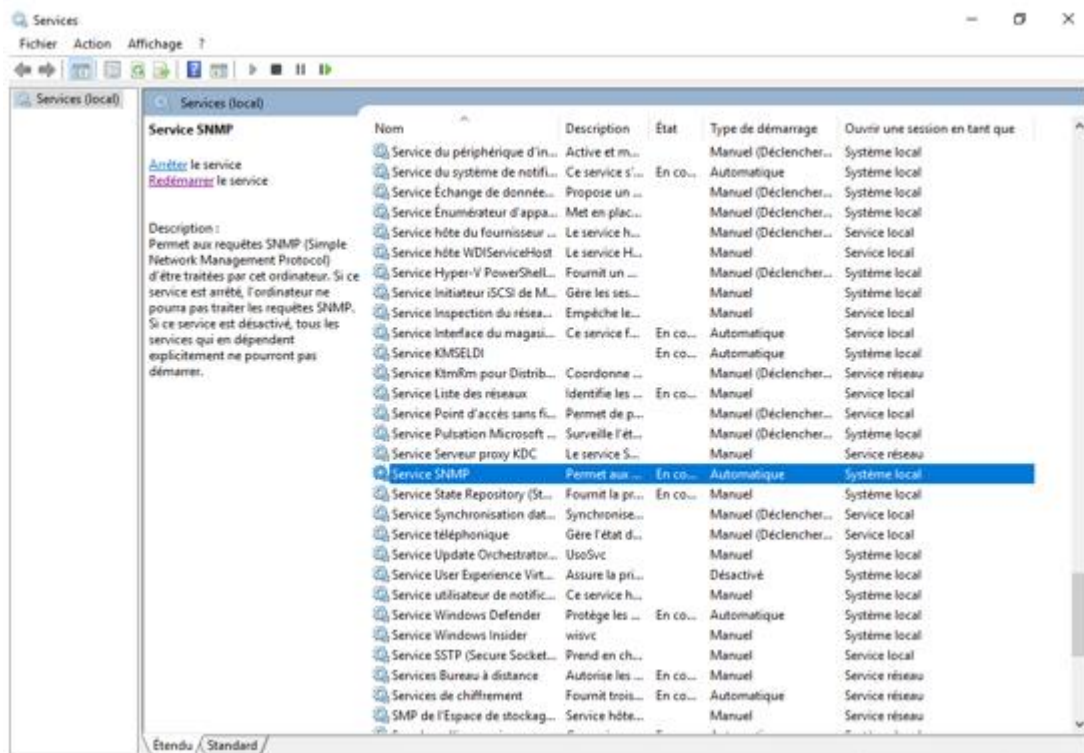 Services
Fichier Action Affichage ?
Services (local)
Services (local)
Service SNMP
Arrêter le service
Redémarrer le service
Description :
Permet aux requêtes SNMP (Simple
Network Management Protocol)
d'être traitées par cet ordinateur. Si ce
service est arrêté, l'ordinateur ne
pourra pas traiter les requêtes SNMP.
Si ce service est désactivé, tous les
services qui en dépendent
explicitement ne pourront pas
démarrer.
Nom Description État Type de démarrage Ouvrir une session en tant que
Service du périphérique d'in... Active et m... Manuel (Déclencher... Système local
Service du système de notifi... Ce service s'... En co... Automatique Système local
Service Échange de donnée... Propose un ... Manuel (Déclencher... Système local
Service Énumérateur d'appa... Met en plac... Manuel (Déclencher... Système local
Service hôte du fournisseur ... Le service h... Manuel (Déclencher... Service local
Service hôte WDIServiceHost Le service H... Manuel Service local
Service Hyper-V PowerShell... Fournit un ... Manuel (Déclencher... Système local
Service Initiateur iSCSI de M... Gère les ses... Manuel Système local
Service Inspection du résea... Empêche le... Manuel Service local
Service Interface du magasi... Ce service f... En co... Automatique Service local
Service KMSELDI En co... Automatique Système local
Service KtmRm pour Distrib... Coordonne ... Manuel (Déclencher... Service réseau
Service Liste des réseaux Identifie les ... En co... Manuel Service local
Service Point d'accès sans fi... Permet de p... Manuel (Déclencher... Service local
Service Pulsation Microsoft ... Surveille l'ét... Manuel (Déclencher... Système local
Service Serveur proxy KDC Le service S... Manuel Service réseau
Service SNMP Permet aux ... En co... Automatique Système local
Service State Repository (St... Fournit la pr... En co... Manuel Système local
Service Synchronisation dat... Synchronise... Manuel (Déclencher... Service local
Service téléphonique Gère l'état d... Manuel (Déclencher... Service local
Service Update Orchestrator... UsoSvc Manuel Système local
Service User Experience Virt... Assure la pri... Désactivé Système local
Service utilisateur de notific... Ce service h... Manuel Système local
Service Windows Defender Protège les ... En co... Automatique Système local
Service Windows Insider wisvc Manuel Système local
Service SSTP (Secure Socket... Prend en ch... Manuel Service local
Services Bureau à distance Autorise les ... En co... Manuel Service réseau
Services de chiffrement Fournit trois... En co... Automatique Service réseau
SMP de l'Espace de stockag... Service hôte... Manuel Service réseau
Étendu Standard